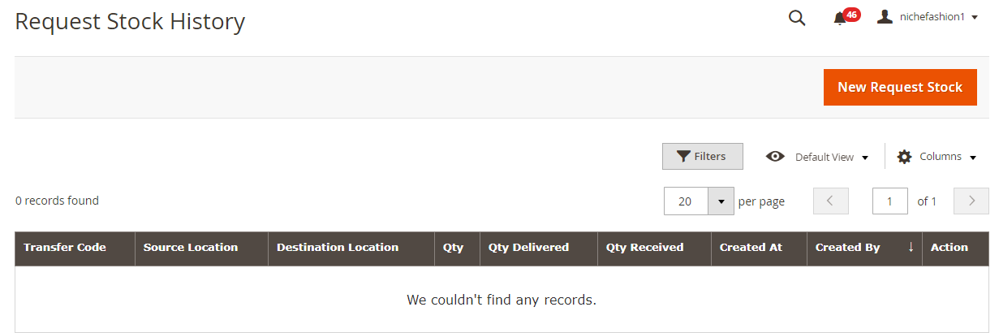 Request Stock History
46
nichefashion1
New Request Stock
Filters
Default View
Columns
0 records found
20
per page
1
of 1
Transfer Code
Source Location
Destination Location
Qty
Qty Delivered
Qty Received
Created At
Created By ↓
Action
We couldn't find any records.